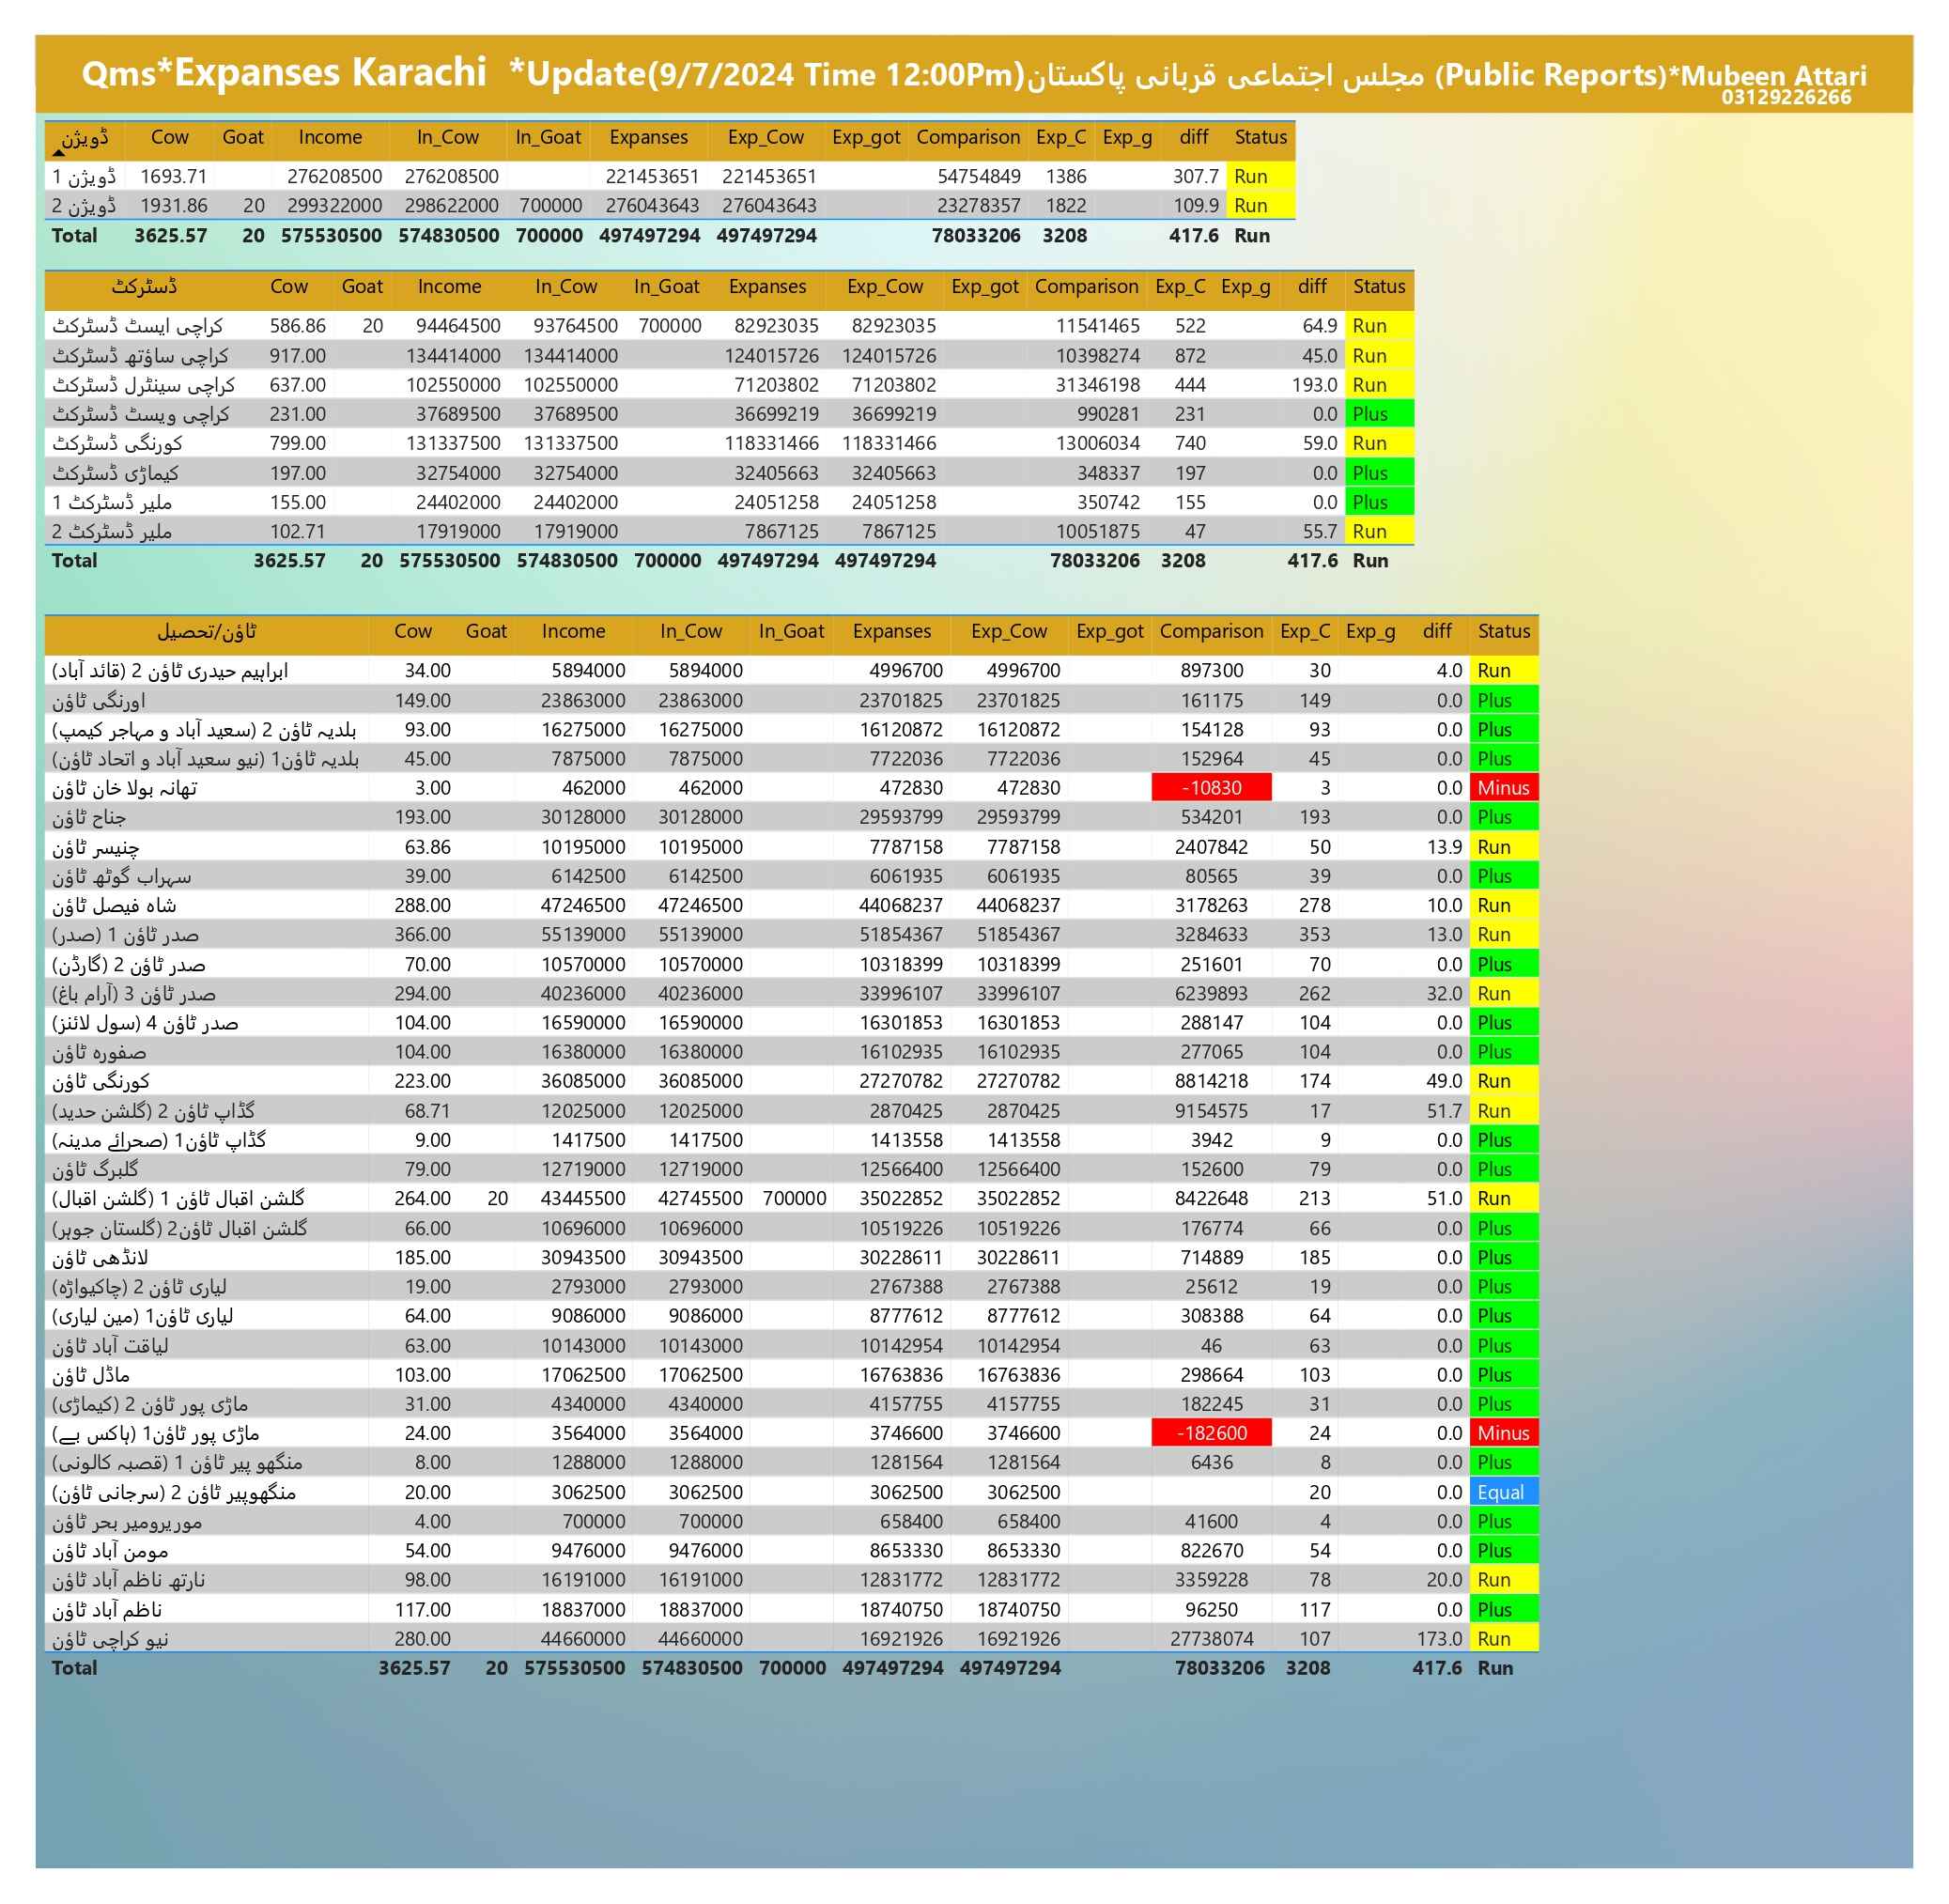 Qms*Expanses Karachi *Update(9/7/2024 Time 12:00Pm)مجلس اجتماعی قربانی پاکستان (Public Reports)*Mubeen Attari
03129226266
ڈویژن Cow Goat Income In_Cow In_Goat Expanses Exp_Cow Exp_got Comparison Exp_C Exp_g diff Status
ڈویژن 1 1693.71 276208500 276208500 221453651 221453651 54754849 1386 307.7 Run
ڈویژن 2 1931.86 20 299322000 298622000 700000 276043643 276043643 23278357 1822 109.9 Run
Total 3625.57 20 575530500 574830500 700000 497497294 497497294 78033206 3208 417.6 Run
ڈسٹرکٹ Cow Goat Income In_Cow In_Goat Expanses Exp_Cow Exp_got Comparison Exp_C Exp_g diff Status
کراچی ایسٹ ڈسٹرکٹ 586.86 20 94464500 93764500 700000 82923035 82923035 11541465 522 64.9 Run
کراچی ساؤتھ ڈسٹرکٹ 917.00 134414000 134414000 124015726 124015726 10398274 872 45.0 Run
کراچی سینٹرل ڈسٹرکٹ 637.00 102550000 102550000 71203802 71203802 31346198 444 193.0 Run
کراچی ویسٹ ڈسٹرکٹ 231.00 37689500 37689500 36699219 36699219 990281 231 0.0 Plus
کورنگی ڈسٹرکٹ 799.00 131337500 131337500 118331466 118331466 13006034 740 59.0 Run
کیماڑی ڈسٹرکٹ 197.00 32754000 32754000 32405663 32405663 348337 197 0.0 Plus
ملیر ڈسٹرکٹ 1 155.00 24402000 24402000 24051258 24051258 350742 155 0.0 Plus
ملیر ڈسٹرکٹ 2 102.71 17919000 17919000 7867125 7867125 10051875 47 55.7 Run
Total 3625.57 20 575530500 574830500 700000 497497294 497497294 78033206 3208 417.6 Run
ٹاؤن/تحصیل Cow Goat Income In_Cow In_Goat Expanses Exp_Cow Exp_got Comparison Exp_C Exp_g diff Status
ابراہیم حیدری ٹاؤن 2 (قائد آباد) 34.00 5894000 5894000 4996700 4996700 897300 30 4.0 Run
اورنگی ٹاؤن 149.00 23863000 23863000 23701825 23701825 161175 149 0.0 Plus
بلدیہ ٹاؤن 2 (سعید آباد و مہاجر کیمپ) 93.00 16275000 16275000 16120872 16120872 154128 93 0.0 Plus
بلدیہ ٹاؤن1 (نیو سعید آباد و اتحاد ٹاؤن) 45.00 7875000 7875000 7722036 7722036 152964 45 0.0 Plus
تھانہ بولا خان ٹاؤن 3.00 462000 462000 472830 472830 -10830 3 0.0 Minus
جناح ٹاؤن 193.00 30128000 30128000 29593799 29593799 534201 193 0.0 Plus
چنیسر ٹاؤن 63.86 10195000 10195000 7787158 7787158 2407842 50 13.9 Run
سہراب گوٹھ ٹاؤن 39.00 6142500 6142500 6061935 6061935 80565 39 0.0 Plus
شاہ فیصل ٹاؤن 288.00 47246500 47246500 44068237 44068237 3178263 278 10.0 Run
صدر ٹاؤن 1 (صدر) 366.00 55139000 55139000 51854367 51854367 3284633 353 13.0 Run
صدر ٹاؤن 2 (گارڈن) 70.00 10570000 10570000 10318399 10318399 251601 70 0.0 Plus
صدر ٹاؤن 3 (آرام باغ) 294.00 40236000 40236000 33996107 33996107 6239893 262 32.0 Run
صدر ٹاؤن 4 (سول لائنز) 104.00 16590000 16590000 16301853 16301853 288147 104 0.0 Plus
صفورہ ٹاؤن 104.00 16380000 16380000 16102935 16102935 277065 104 0.0 Plus
کورنگی ٹاؤن 223.00 36085000 36085000 27270782 27270782 8814218 174 49.0 Run
گڈاپ ٹاؤن 2 (گلشن حدید) 68.71 12025000 12025000 2870425 2870425 9154575 17 51.7 Run
گڈاپ ٹاؤن1 (صحرائے مدینہ) 9.00 1417500 1417500 1413558 1413558 3942 9 0.0 Plus
گلبرگ ٹاؤن 79.00 12719000 12719000 12566400 12566400 152600 79 0.0 Plus
گلشن اقبال ٹاؤن 1 (گلشن اقبال) 264.00 20 43445500 42745500 700000 35022852 35022852 8422648 213 51.0 Run
گلشن اقبال ٹاؤن2 (گلستان جوہر) 66.00 10696000 10696000 10519226 10519226 176774 66 0.0 Plus
لانڈھی ٹاؤن 185.00 30943500 30943500 30228611 30228611 714889 185 0.0 Plus
لیاری ٹاؤن 2 (چاکیواڑہ) 19.00 2793000 2793000 2767388 2767388 25612 19 0.0 Plus
لیاری ٹاؤن1 (مین لیاری) 64.00 9086000 9086000 8777612 8777612 308388 64 0.0 Plus
لیاقت آباد ٹاؤن 63.00 10143000 10143000 10142954 10142954 46 63 0.0 Plus
ماڈل ٹاؤن 103.00 17062500 17062500 16763836 16763836 298664 103 0.0 Plus
ماڑی پور ٹاؤن 2 (کیماڑی) 31.00 4340000 4340000 4157755 4157755 182245 31 0.0 Plus
ماڑی پور ٹاؤن1 (ہاکس بے) 24.00 3564000 3564000 3746600 3746600 -182600 24 0.0 Minus
منگھو پیر ٹاؤن 1 (قصبہ کالونی) 8.00 1288000 1288000 1281564 1281564 6436 8 0.0 Plus
منگھوپیر ٹاؤن 2 (سرجانی ٹاؤن) 20.00 3062500 3062500 3062500 3062500 20 0.0 Equal
موریرومیر بحر ٹاؤن 4.00 700000 700000 658400 658400 41600 4 0.0 Plus
مومن آباد ٹاؤن 54.00 9476000 9476000 8653330 8653330 822670 54 0.0 Plus
نارتھ ناظم آباد ٹاؤن 98.00 16191000 16191000 12831772 12831772 3359228 78 20.0 Run
ناظم آباد ٹاؤن 117.00 18837000 18837000 18740750 18740750 96250 117 0.0 Plus
نیو کراچی ٹاؤن 280.00 44660000 44660000 16921926 16921926 27738074 107 173.0 Run
Total 3625.57 20 575530500 574830500 700000 497497294 497497294 78033206 3208 417.6 Run